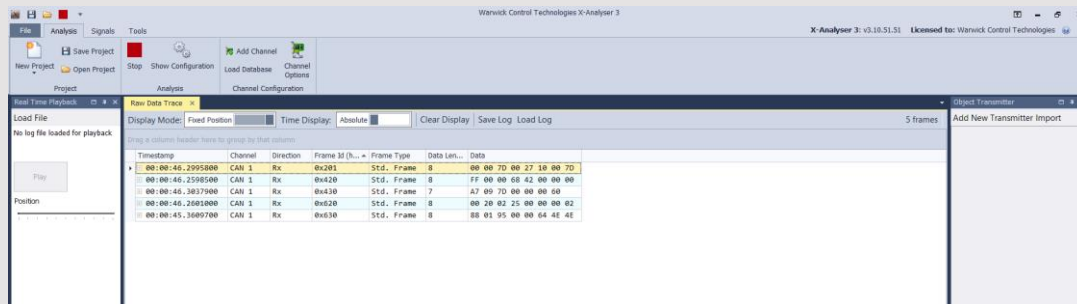 Warwick Control Technologies X-Analyser 3
File Analysis Signals Tools
X-Analyser 3: v3.10.51.51 Licensed to: Warwick Control Technologies
New Project
Save Project
Open Project
Project
Stop
Show Configuration
Analysis
Add Channel
Load Database
Channel Options
Channel Configuration
Real Time Playback
Load File
No log file loaded for playback
Play
Position
Raw Data Trace
Display Mode: Fixed Position Time Display: Absolute Clear Display Save Log Load Log 5 frames
Drag a column header here to group by that column
Timestamp Channel Direction Frame Id (h... Frame Type Data Len... Data
00:00:46.2995800 CAN 1 Rx 0x201 Std. Frame 8 00 00 7D 00 27 10 00 7D
00:00:46.2598500 CAN 1 Rx 0x420 Std. Frame 8 FF 00 00 68 42 00 00 00
00:00:46.3037900 CAN 1 Rx 0x430 Std. Frame 7 A7 09 7D 00 00 00 60
00:00:46.2601000 CAN 1 Rx 0x620 Std. Frame 8 00 20 02 25 00 00 00 02
00:00:45.3609700 CAN 1 Rx 0x630 Std. Frame 8 88 01 95 00 00 64 4E 4E
Object Transmitter
Add New Transmitter Import